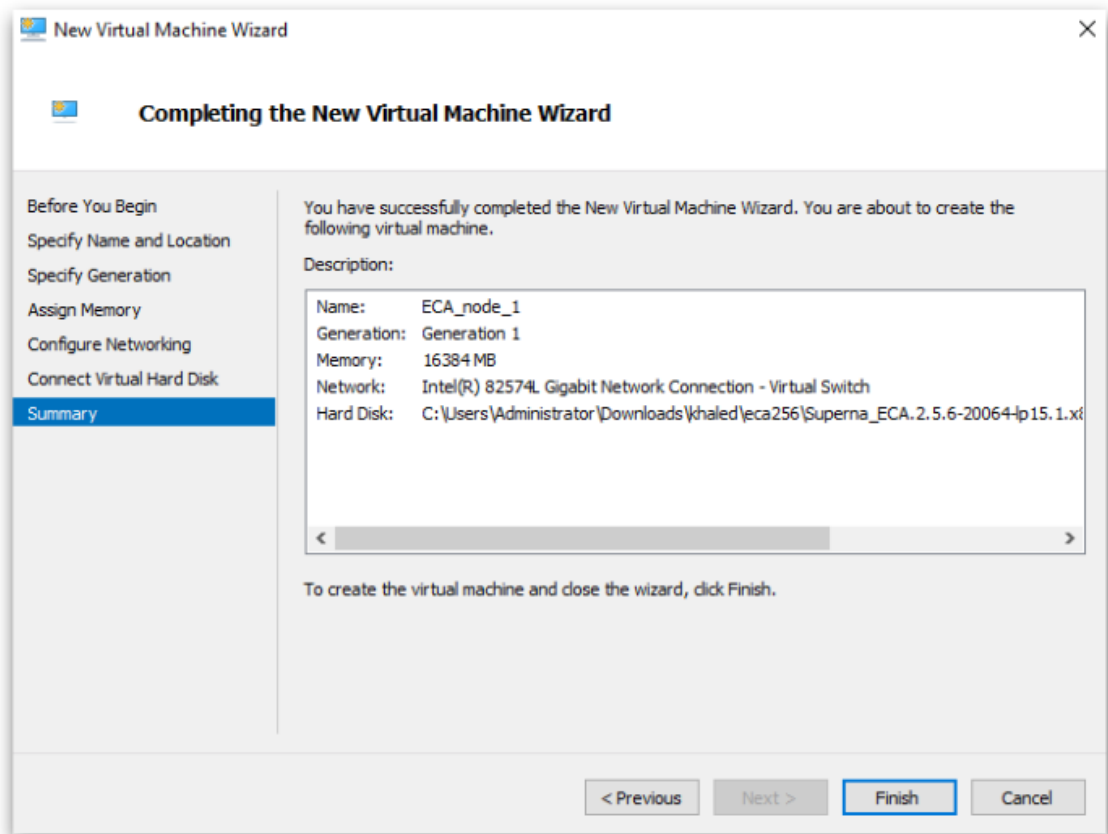 New Virtual Machine Wizard
Completing the New Virtual Machine Wizard
Before You Begin
Specify Name and Location
Specify Generation
Assign Memory
Configure Networking
Connect Virtual Hard Disk
Summary
You have successfully completed the New Virtual Machine Wizard. You are about to create the
following virtual machine.
Description:
Name: ECA_node_1
Generation: Generation 1
Memory: 16384 MB
Network: Intel(R) 82574L Gigabit Network Connection - Virtual Switch
Hard Disk: C:\Users\Administrator\Downloads\khaled\eca256\Superna_ECA.2.5.6-20064-lp15.1.x8
To create the virtual machine and close the wizard, click Finish.
< Previous
Next >
Finish
Cancel